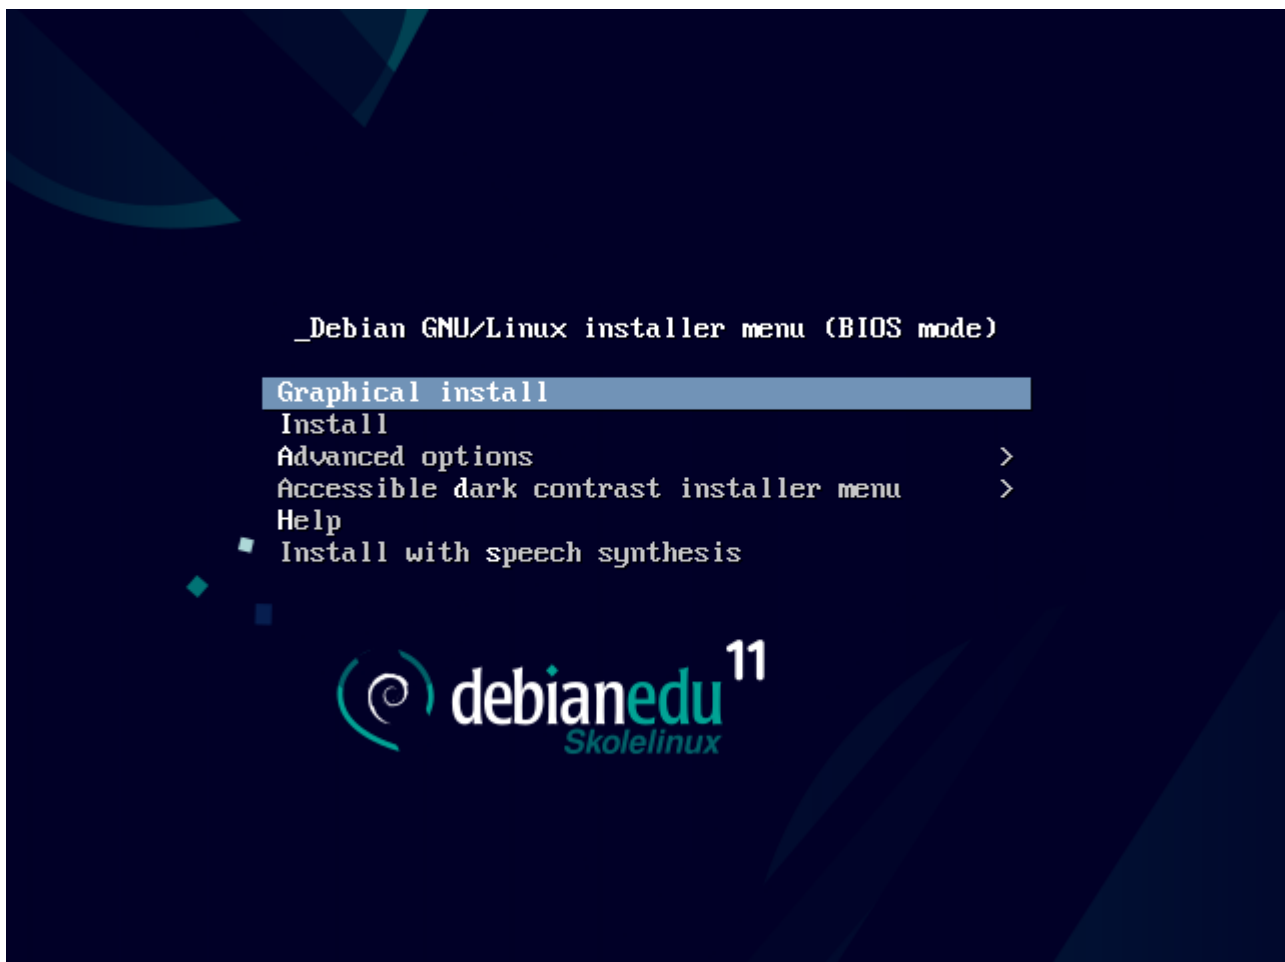 _Debian GNU/Linux installer menu (BIOS mode)
Graphical install
Install
Advanced options >
Accessible dark contrast installer menu >
Help
Install with speech synthesis
debianedu 11
Skolelinux